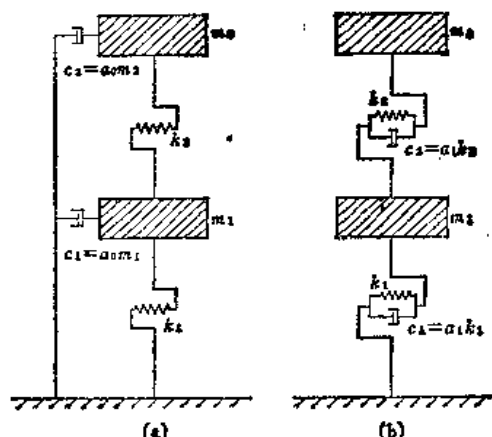 m₂
c₂=a₀m₂
k₂
m₁
c₁=a₀m₁
k₁
(a)
m₂
k₂
c₂=a₁k₂
m₁
k₁
c₁=a₁k₁
(b)